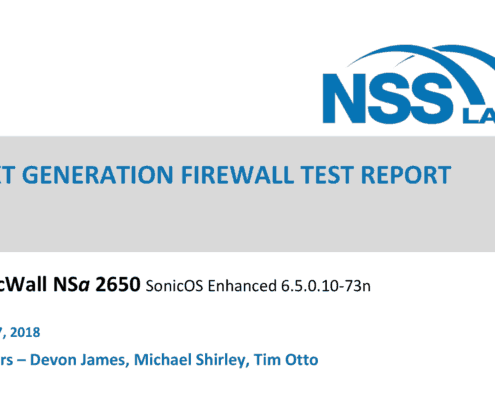 NSS
LA
XT GENERATION FIREWALL TEST REPORT
cWall NSa 2650 SonicOS Enhanced 6.5.0.10-73n
7, 2018
rs – Devon James, Michael Shirley, Tim Otto